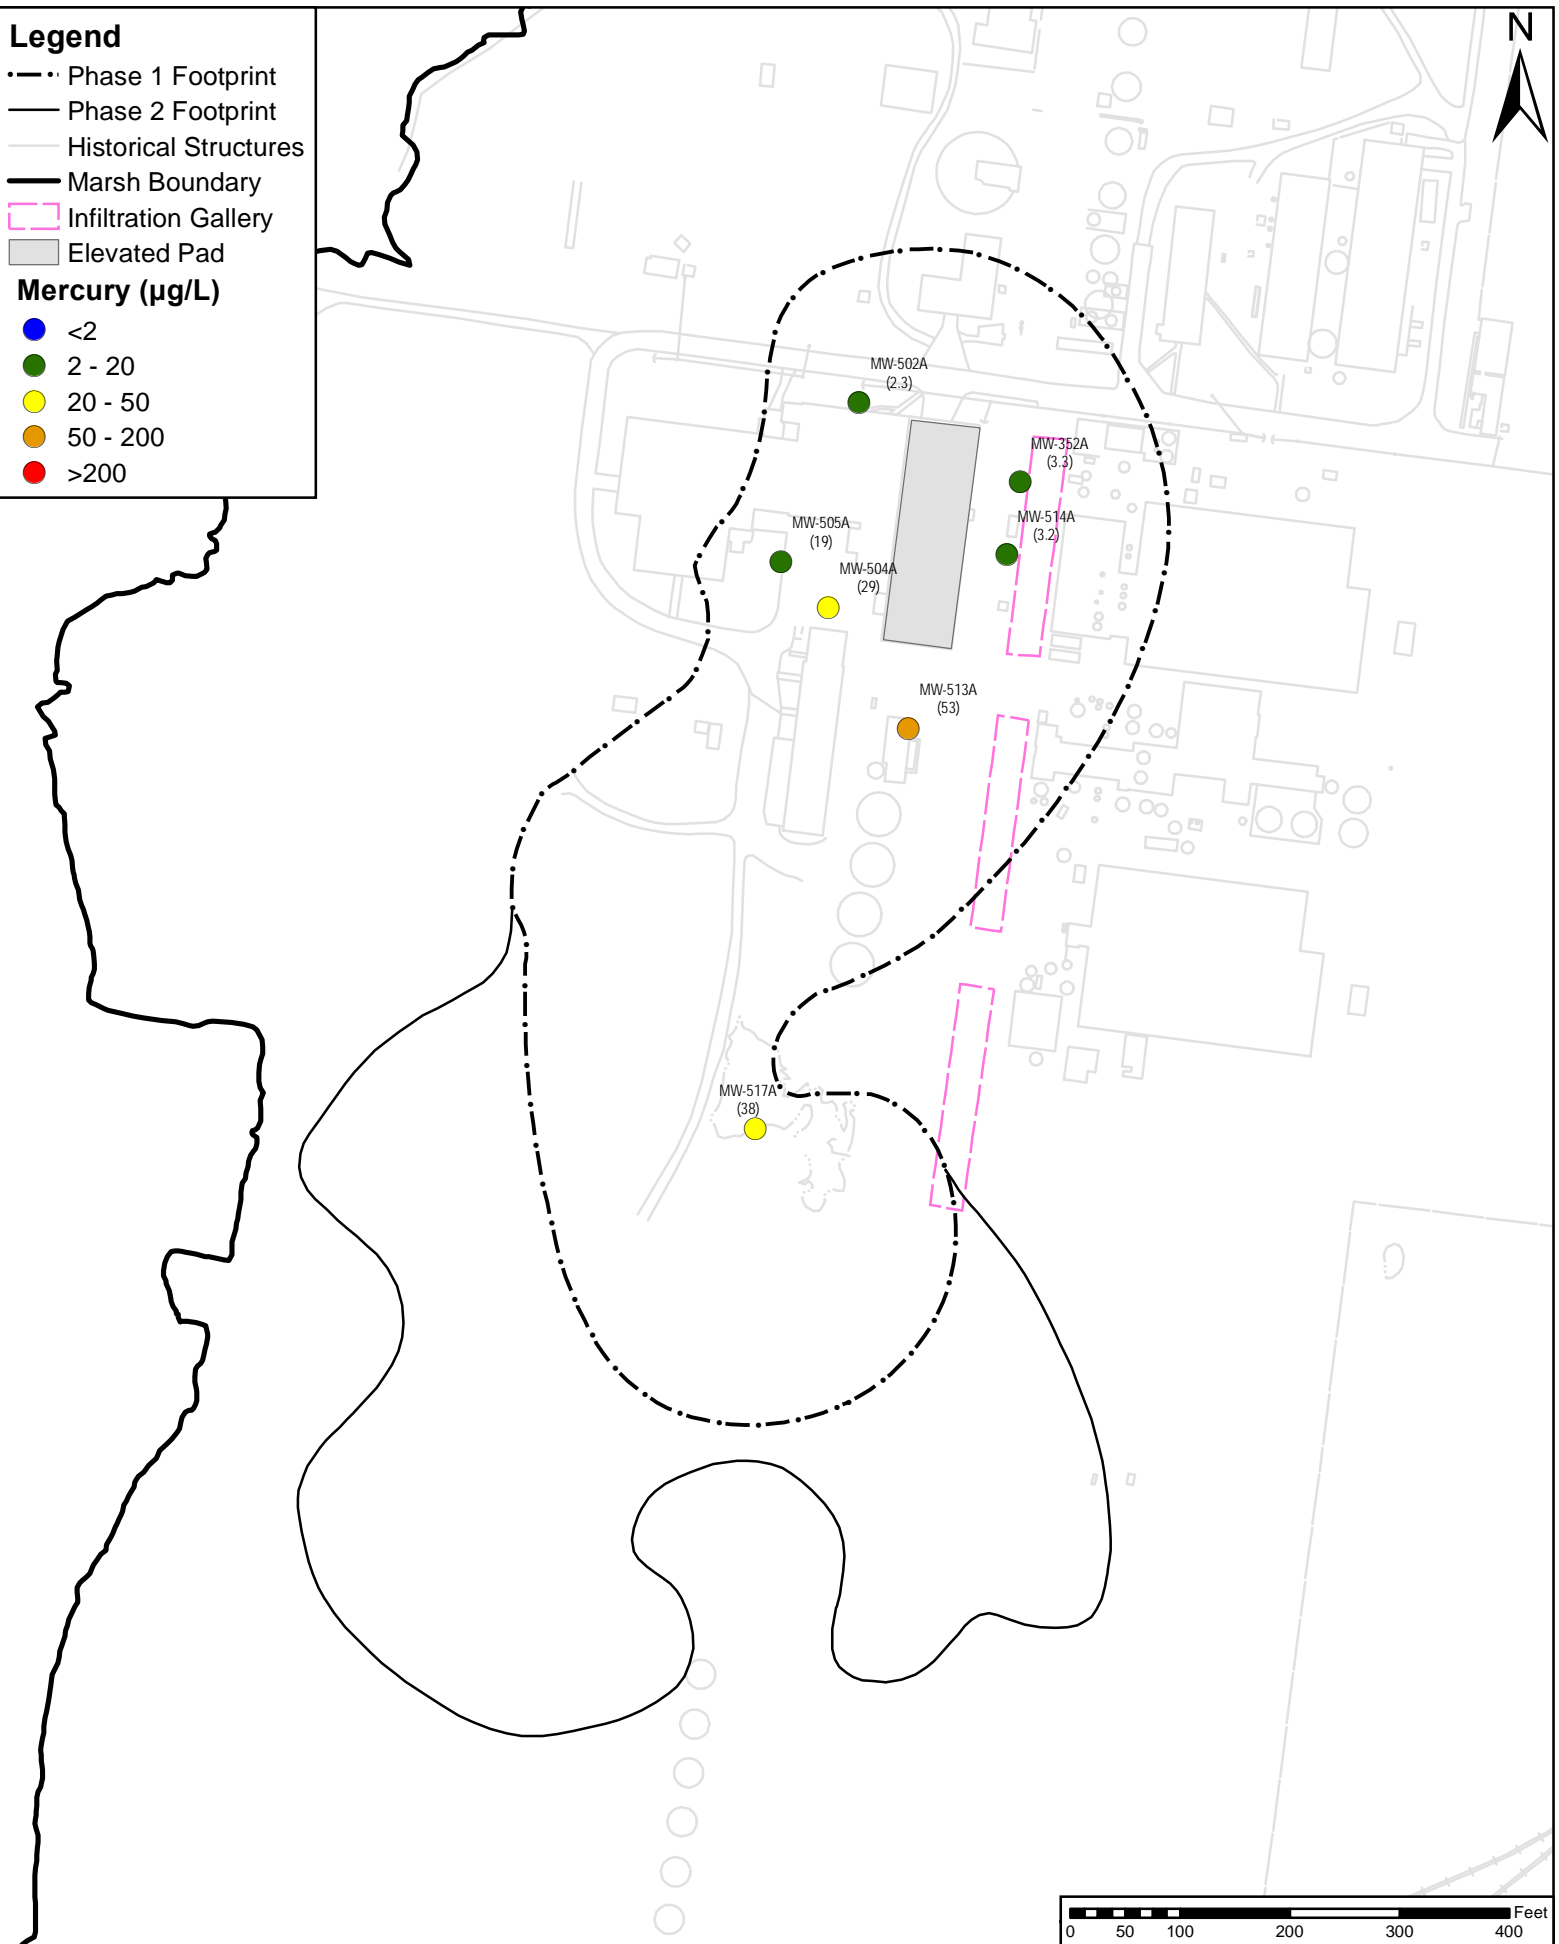 Legend
Phase 1 Footprint
Phase 2 Footprint
Historical Structures
Marsh Boundary
Infiltration Gallery
Elevated Pad
Mercury (µg/L)
<2
2 - 20
20 - 50
50 - 200
>200
N
MW-502A
(2.3)
MW-352A
(3.3)
MW-514A
(3.2)
MW-505A
(19)
MW-504A
(29)
MW-513A
(53)
MW-517A
(38)
Feet
0 50 100 200 300 400